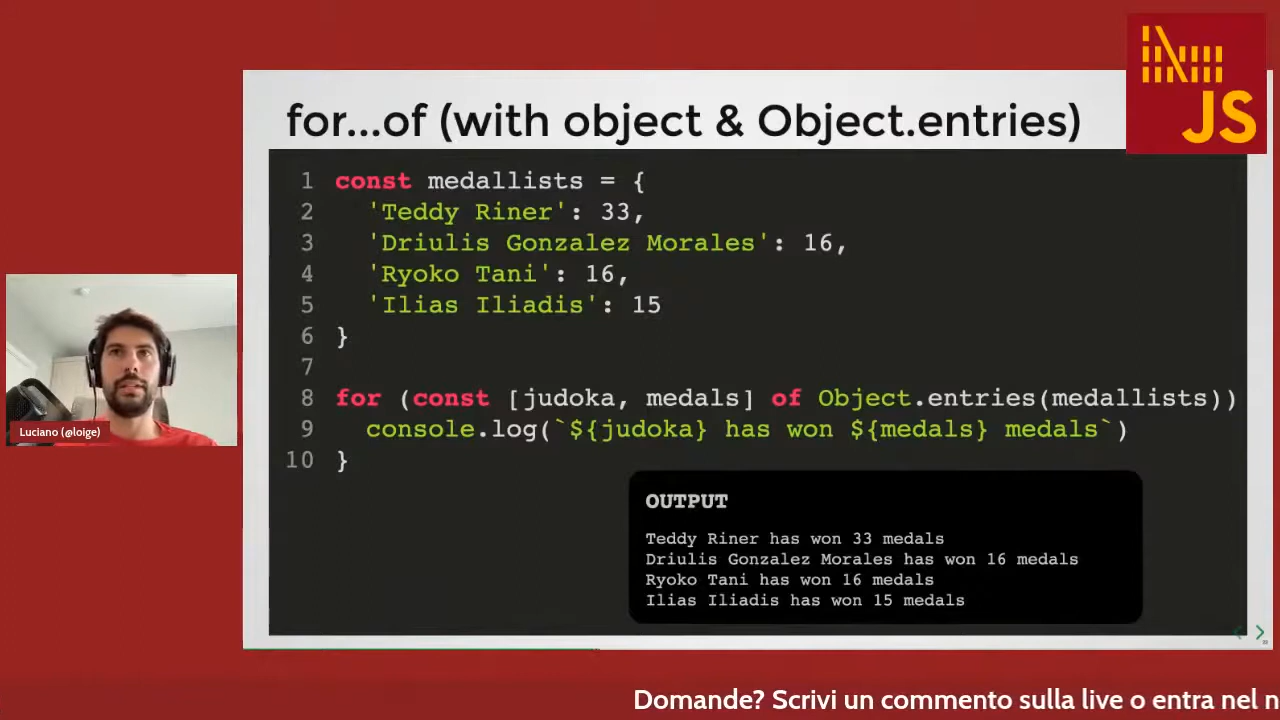 for...of (with object & Object.entries)
JS
1 const medallists = {
2 'Teddy Riner': 33,
3 'Driulis Gonzalez Morales': 16,
4 'Ryoko Tani': 16,
5 'Ilias Iliadis': 15
6 }
7
8 for (const [judoka, medals] of Object.entries(medallists))
9 console.log(`${judoka} has won ${medals} medals`)
10 }
OUTPUT
Teddy Riner has won 33 medals
Driulis Gonzalez Morales has won 16 medals
Ryoko Tani has won 16 medals
Ilias Iliadis has won 15 medals
Luciano (@loige)
Domande? Scrivi un commento sulla live o entra nel n